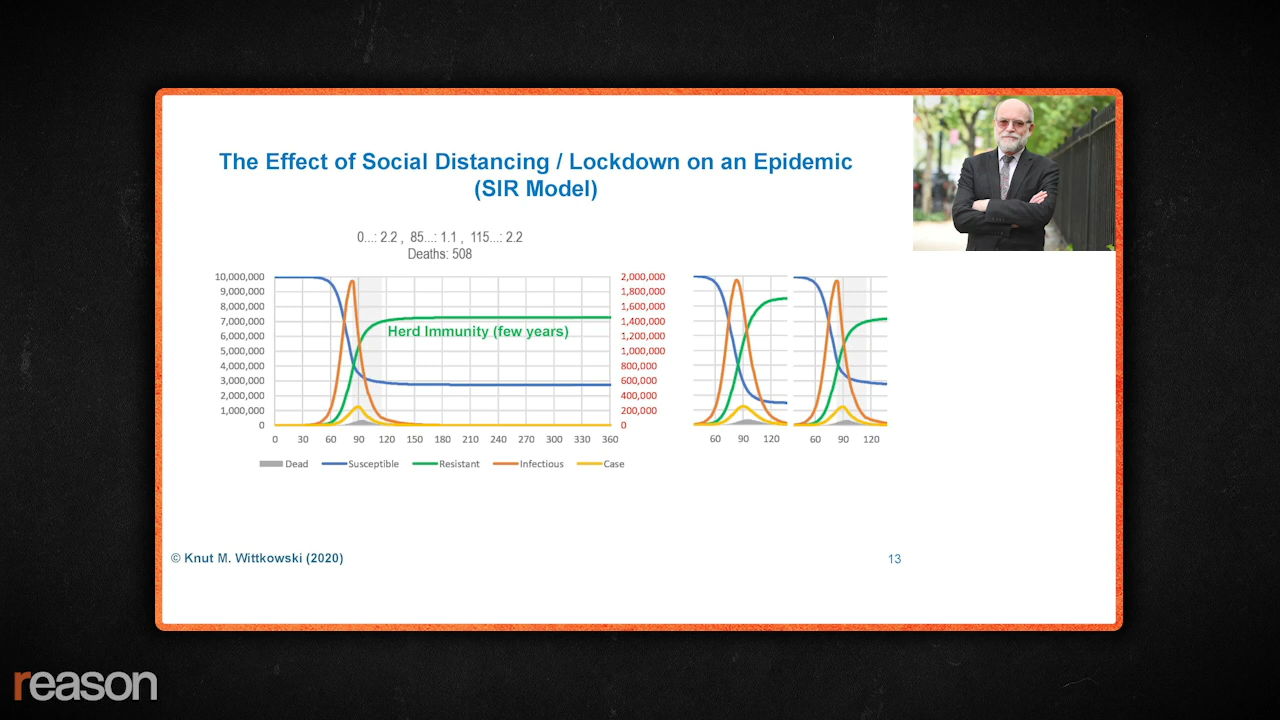 The Effect of Social Distancing / Lockdown on an Epidemic
(SIR Model)
0...: 2.2 , 85...: 1.1 , 115...: 2.2
Deaths: 508
10,000,000
9,000,000
8,000,000
7,000,000
6,000,000
5,000,000
4,000,000
3,000,000
2,000,000
1,000,000
0
Herd Immunity (few years)
2,000,000
1,800,000
1,600,000
1,400,000
1,200,000
1,000,000
800,000
600,000
400,000
200,000
0
0 30 60 90 120 150 180 210 240 270 300 330 360
60 90 120
60 90 120
Dead Susceptible Resistant Infectious Case
© Knut M. Wittkowski (2020)
13
reason